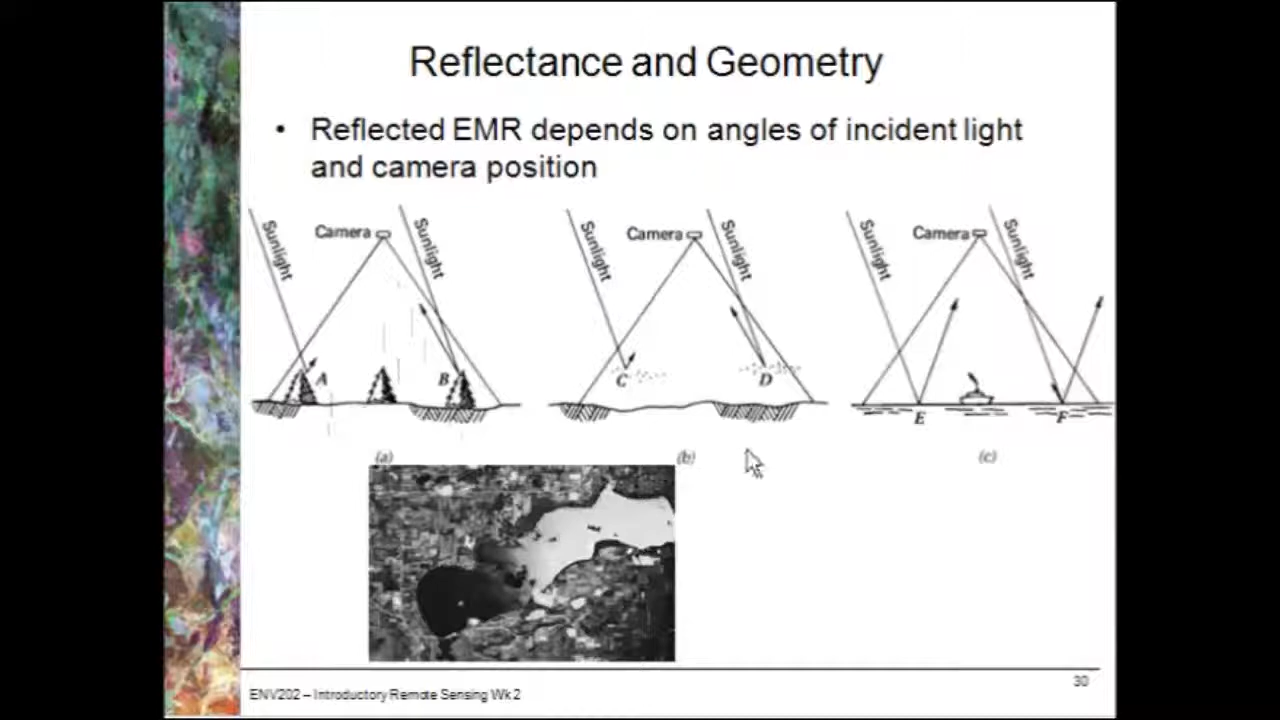 Reflectance and Geometry
• Reflected EMR depends on angles of incident light
and camera position
Sunlight
Camera
Sunlight
A
B
(a)
Sunlight
Camera
Sunlight
C
D
(b)
Sunlight
Camera
Sunlight
E
F
(c)
30
ENV202 – Introductory Remote Sensing Wk 2